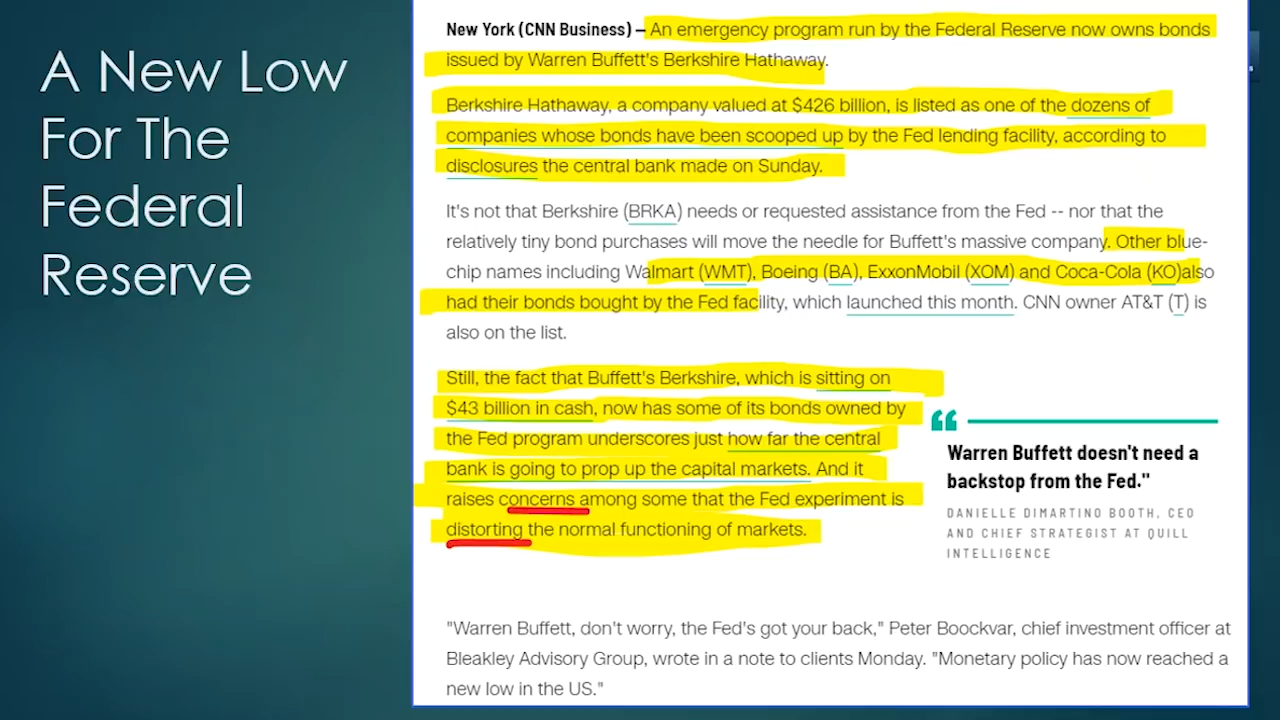 A New Low
For The
Federal
Reserve
New York (CNN Business) — An emergency program run by the Federal Reserve now owns bonds
issued by Warren Buffett's Berkshire Hathaway.
Berkshire Hathaway, a company valued at $426 billion, is listed as one of the dozens of
companies whose bonds have been scooped up by the Fed lending facility, according to
disclosures the central bank made on Sunday.
It's not that Berkshire (BRKA) needs or requested assistance from the Fed -- nor that the
relatively tiny bond purchases will move the needle for Buffett's massive company. Other blue-
chip names including Walmart (WMT), Boeing (BA), ExxonMobil (XOM) and Coca-Cola (KO)also
had their bonds bought by the Fed facility, which launched this month. CNN owner AT&T (T) is
also on the list.
Still, the fact that Buffett's Berkshire, which is sitting on
$43 billion in cash, now has some of its bonds owned by
the Fed program underscores just how far the central
bank is going to prop up the capital markets. And it
raises concerns among some that the Fed experiment is
distorting the normal functioning of markets.
Warren Buffett doesn't need a
backstop from the Fed."
DANIELLE DIMARTINO BOOTH, CEO
AND CHIEF STRATEGIST AT QUILL
INTELLIGENCE
"Warren Buffett, don't worry, the Fed's got your back," Peter Boockvar, chief investment officer at
Bleakley Advisory Group, wrote in a note to clients Monday. "Monetary policy has now reached a
new low in the US."